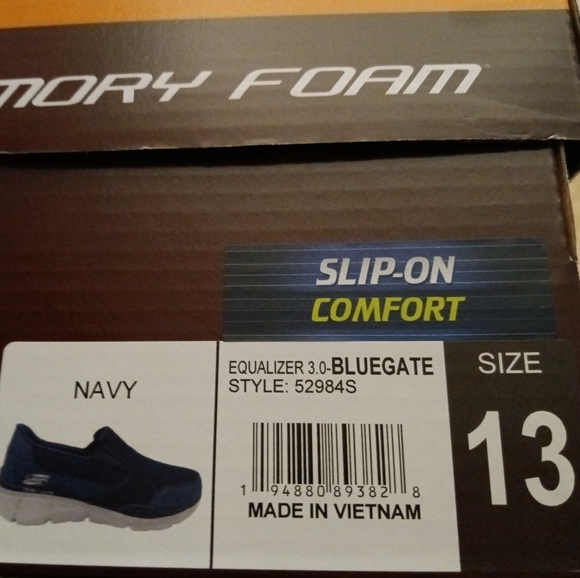 MORY FOAM
SLIP-ON
COMFORT
NAVY
EQUALIZER 3.0-BLUEGATE
STYLE: 52984S
1 94880 89382 8
MADE IN VIETNAM
SIZE
13